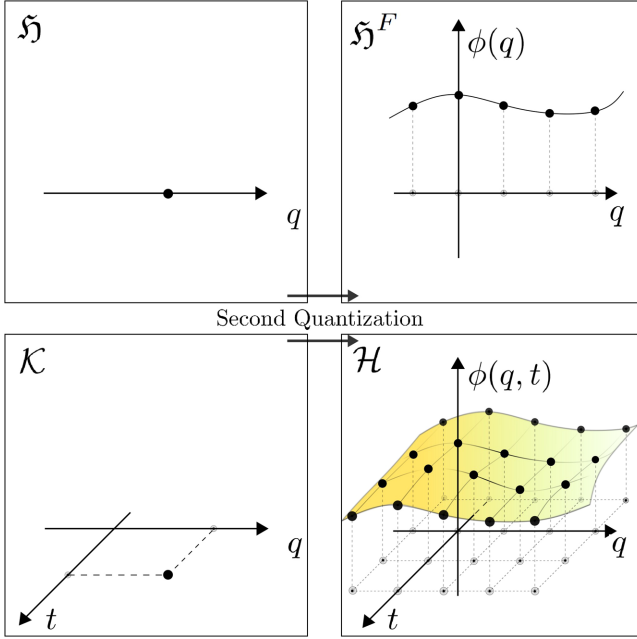 ℌ
q
ℌ^F
ϕ(q)
q
Second Quantization
𝒦
q
t
ℋ
ϕ(q, t)
q
t